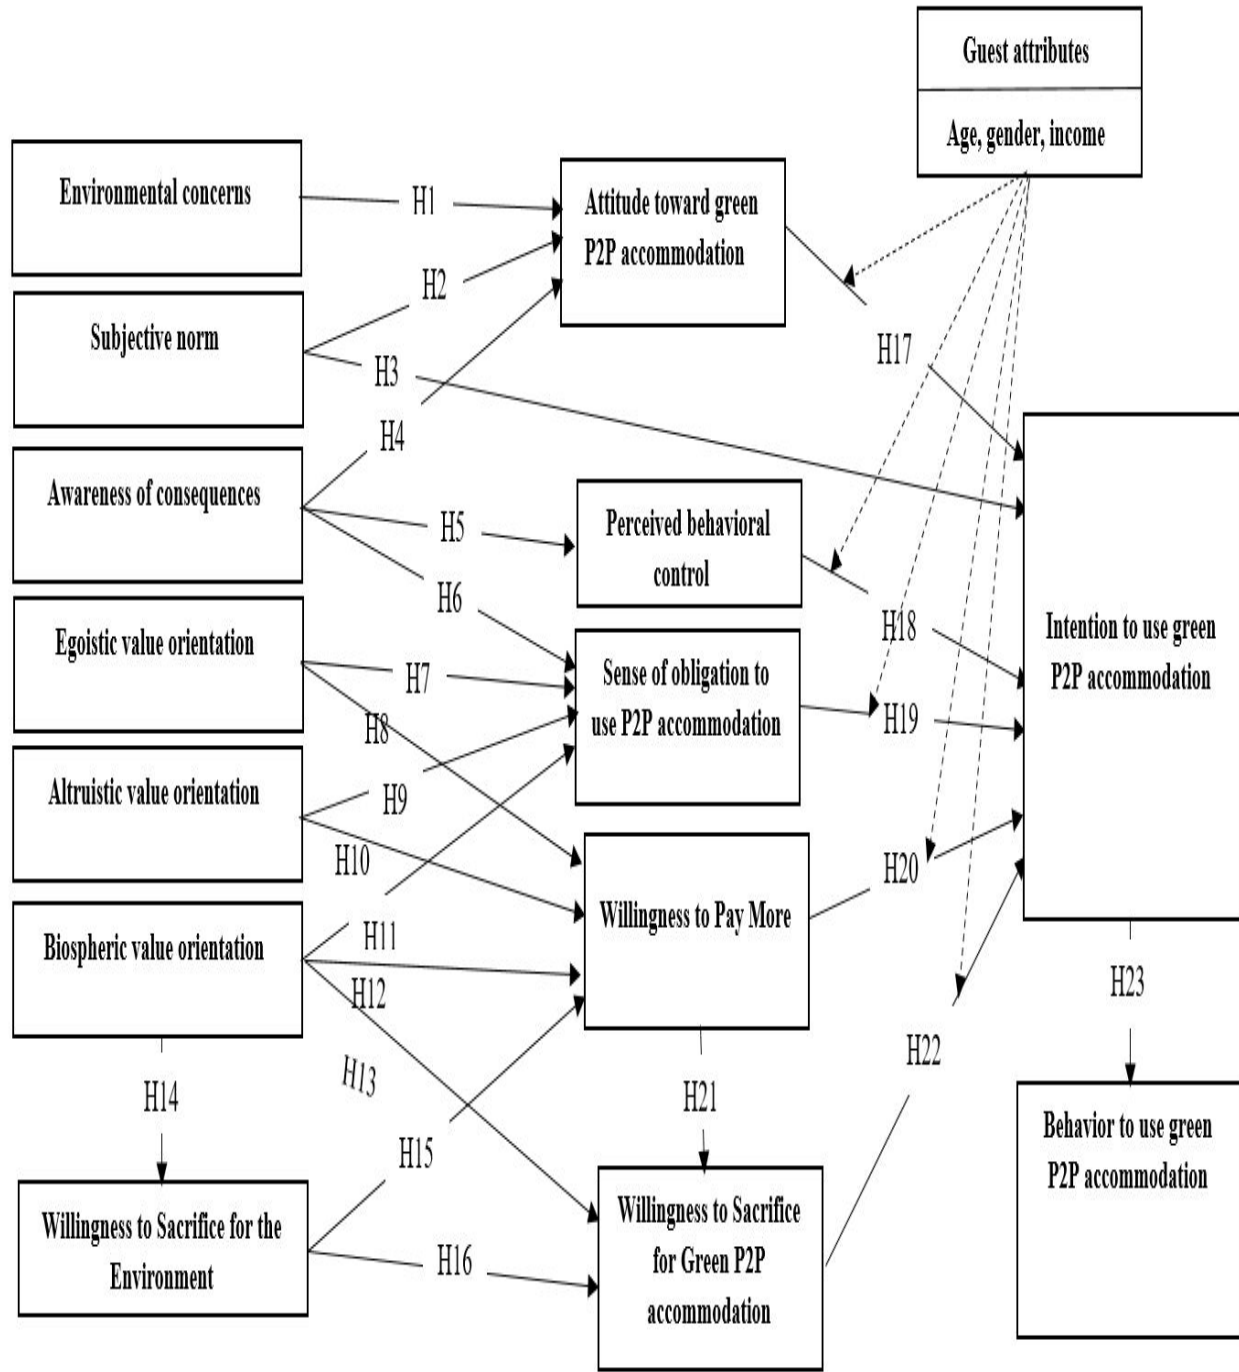 Guest attributes
Age, gender, income
Environmental concerns
H1
Attitude toward green
P2P accommodation
H2
Subjective norm
H3
H17
H4
Awareness of consequences
H5
Perceived behavioral
control
H6
H18
Intention to use green
P2P accommodation
Egoistic value orientation
H7
Sense of obligation to
use P2P accommodation
H8
H19
Altruistic value orientation
H9
H10
H20
Willingness to Pay More
Biospheric value orientation
H11
H12
H23
H13
H22
H14
H21
Behavior to use green
P2P accommodation
H15
Willingness to Sacrifice for the
Environment
H16
Willingness to Sacrifice
for Green P2P
accommodation